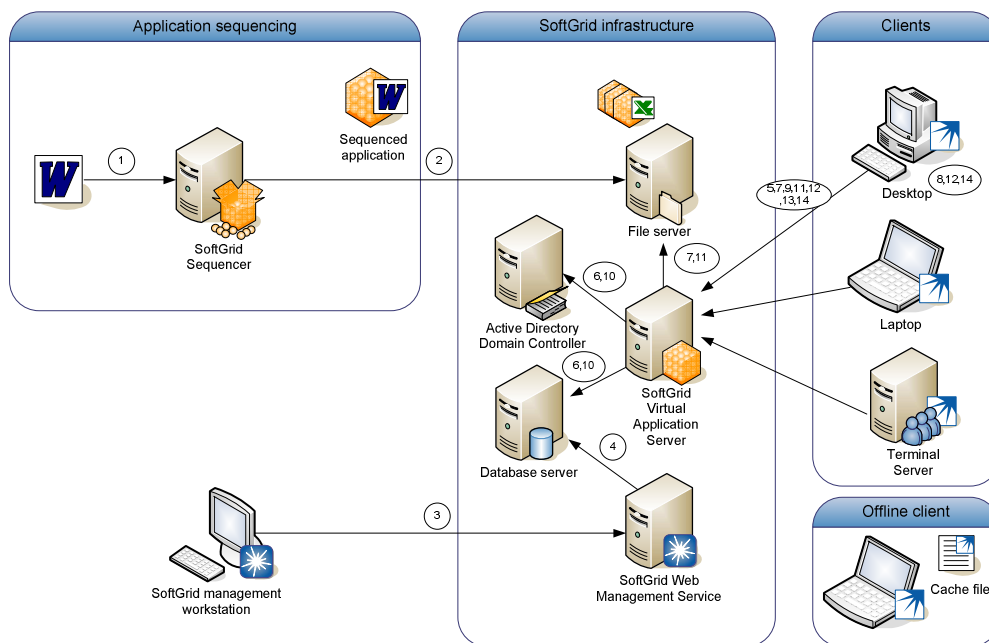 Application sequencing
SoftGrid infrastructure
Clients
W
W
Sequenced
application
1
2
SoftGrid
Sequencer
File server
5,7,9,11,12
,13,14
8,12,14
Desktop
7,11
6,10
Active Directory
Domain Controller
Laptop
6,10
SoftGrid
Virtual
Application
Server
Database server
4
Terminal
Server
3
SoftGrid management
workstation
SoftGrid Web
Management Service
Offline client
Cache file